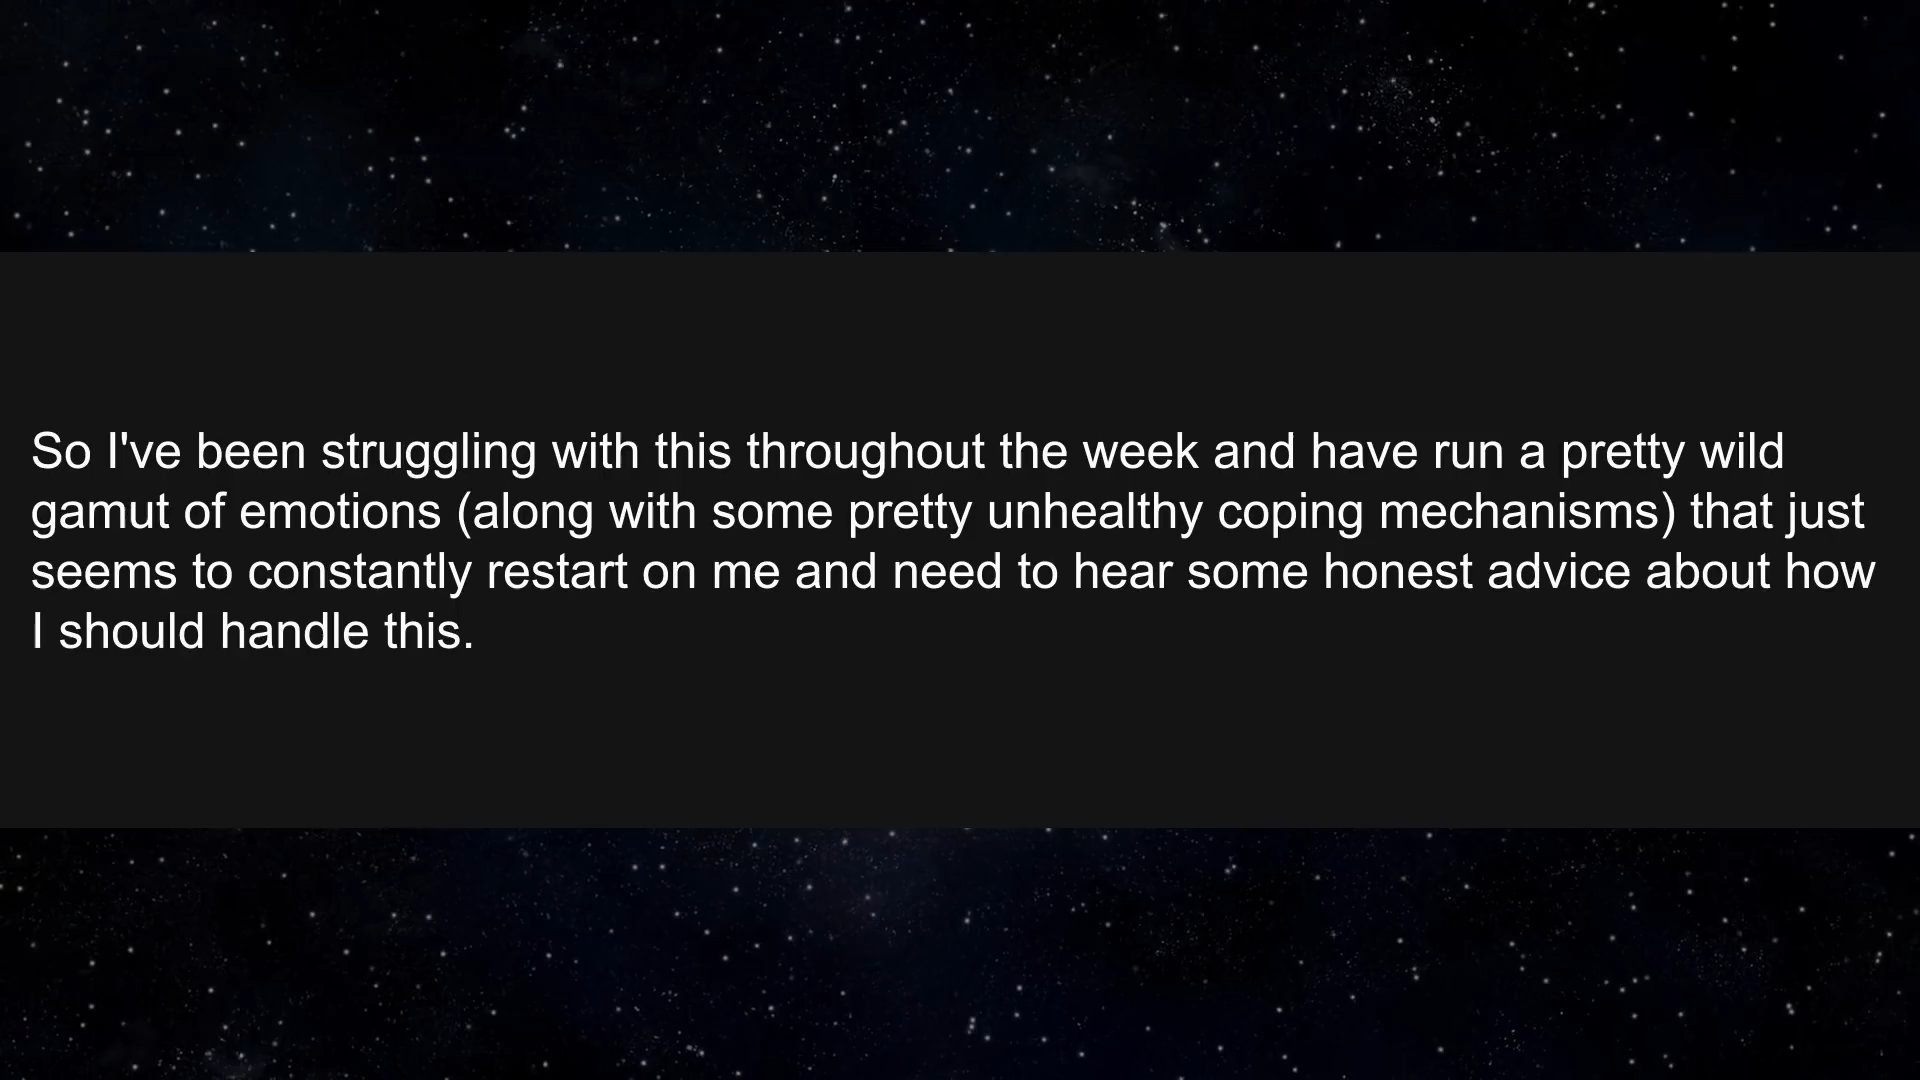 So I've been struggling with this throughout the week and have run a pretty wild
gamut of emotions (along with some pretty unhealthy coping mechanisms) that just
seems to constantly restart on me and need to hear some honest advice about how
I should handle this.